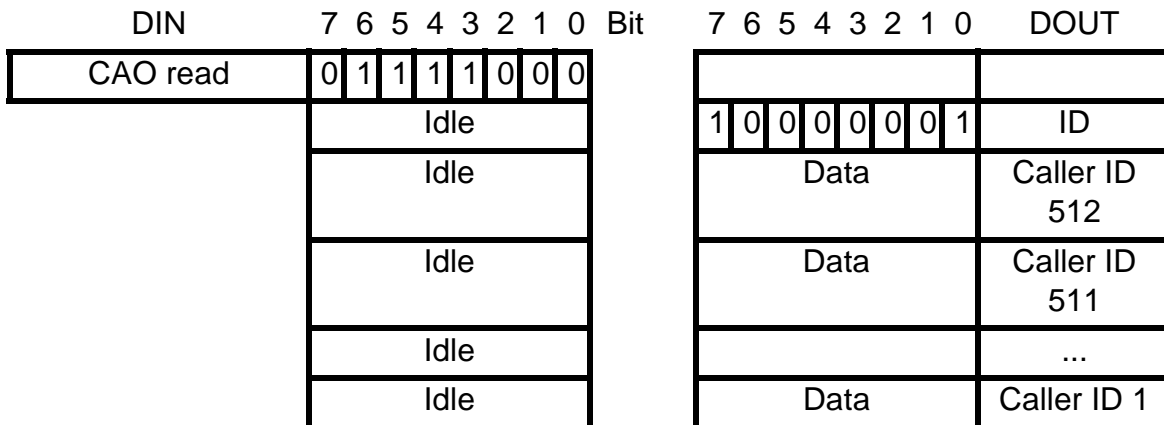 DIN 7 6 5 4 3 2 1 0 Bit 7 6 5 4 3 2 1 0 DOUT
CAO read 0 1 1 1 1 0 0 0
Idle 1 0 0 0 0 0 0 1 ID
Idle Data Caller ID
512
Idle Data Caller ID
511
Idle ...
Idle Data Caller ID 1